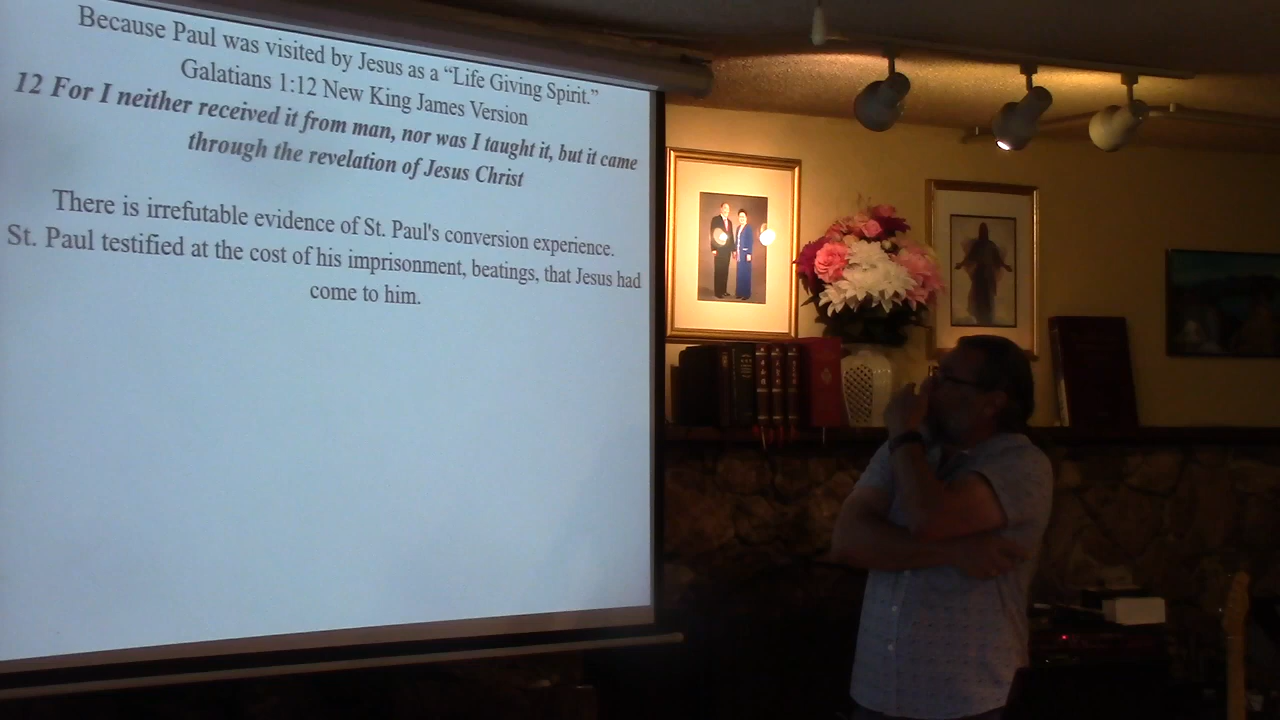 Because Paul was visited by Jesus as a “Life Giving Spirit.”
Galatians 1:12 New King James Version
12 For I neither received it from man, nor was I taught it, but it came
through the revelation of Jesus Christ
There is irrefutable evidence of St. Paul's conversion experience.
St. Paul testified at the cost of his imprisonment, beatings, that Jesus had
come to him.